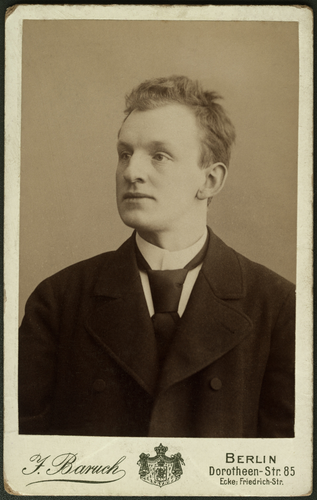 J. Baruch
BERLIN
Dorotheen-Str. 85
Ecke: Friedrich-Str.